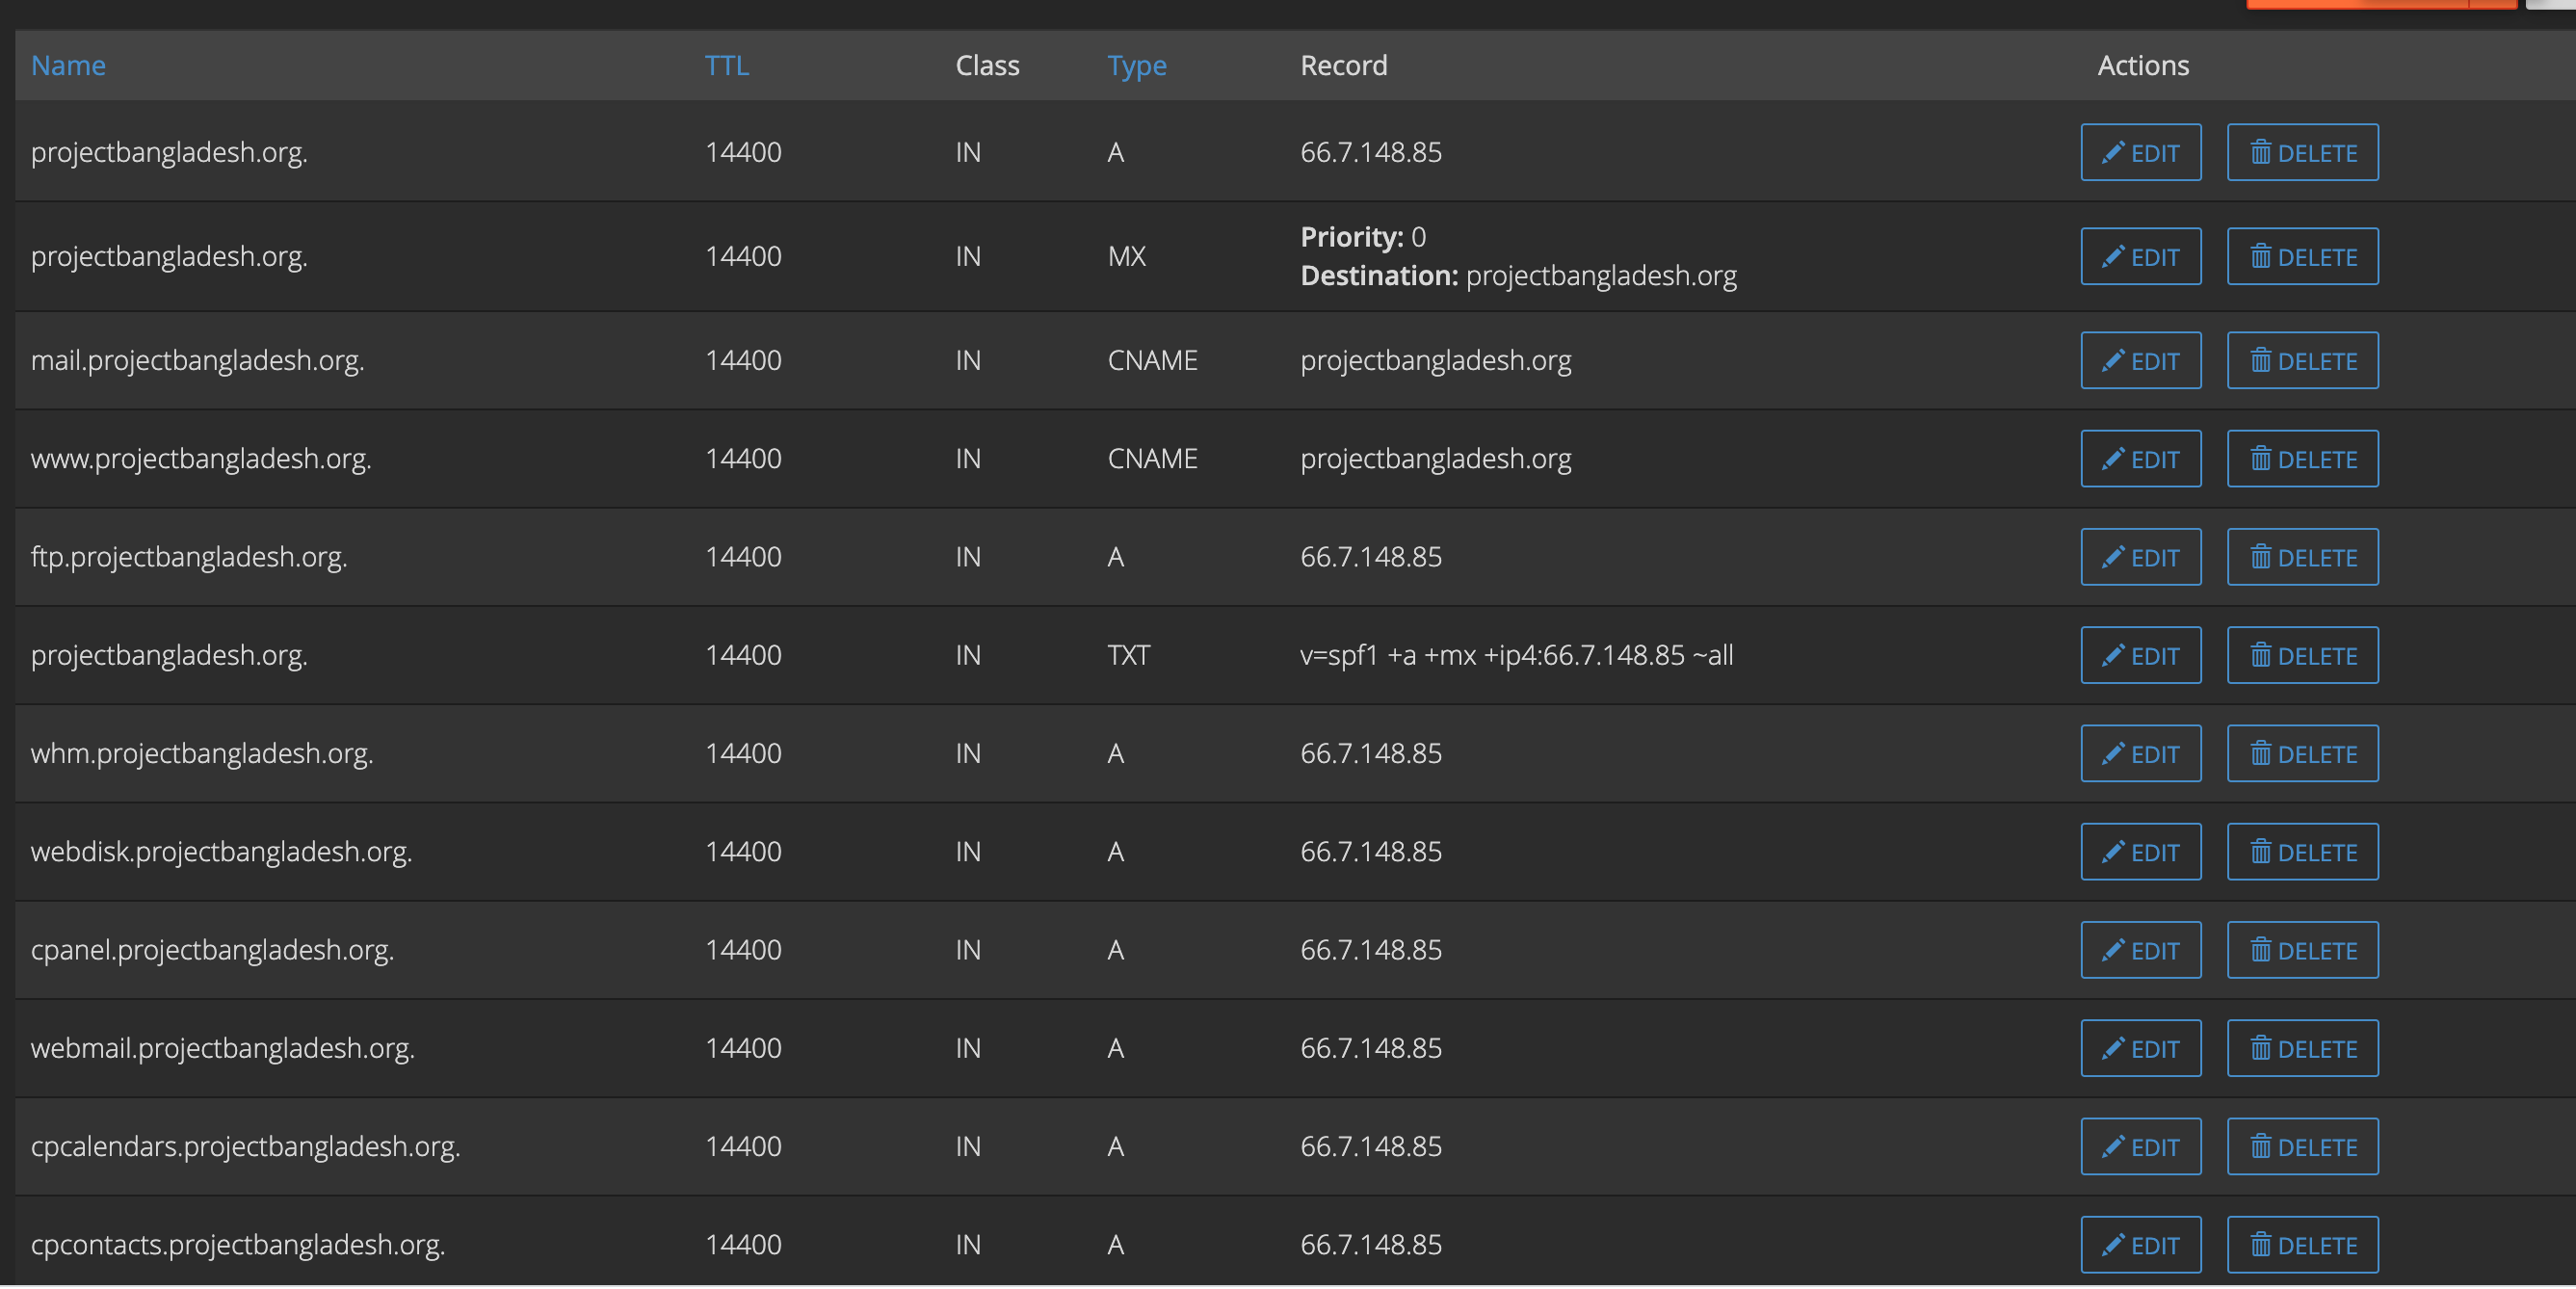 Name TTL Class Type Record Actions
projectbangladesh.org. 14400 IN A 66.7.148.85 EDIT DELETE
projectbangladesh.org. 14400 IN MX Priority: 0 EDIT DELETE
Destination: projectbangladesh.org
mail.projectbangladesh.org. 14400 IN CNAME projectbangladesh.org EDIT DELETE
www.projectbangladesh.org. 14400 IN CNAME projectbangladesh.org EDIT DELETE
ftp.projectbangladesh.org. 14400 IN A 66.7.148.85 EDIT DELETE
projectbangladesh.org. 14400 IN TXT v=spf1 +a +mx +ip4:66.7.148.85 ~all EDIT DELETE
whm.projectbangladesh.org. 14400 IN A 66.7.148.85 EDIT DELETE
webdisk.projectbangladesh.org. 14400 IN A 66.7.148.85 EDIT DELETE
cpanel.projectbangladesh.org. 14400 IN A 66.7.148.85 EDIT DELETE
webmail.projectbangladesh.org. 14400 IN A 66.7.148.85 EDIT DELETE
cpcalendars.projectbangladesh.org. 14400 IN A 66.7.148.85 EDIT DELETE
cpcontacts.projectbangladesh.org. 14400 IN A 66.7.148.85 EDIT DELETE